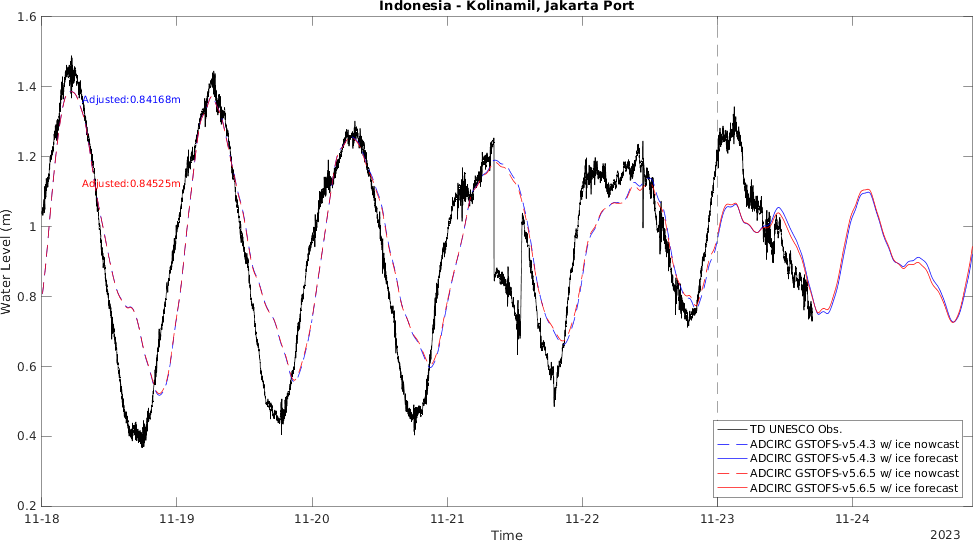 Indonesia - Kolinamil, Jakarta Port
1.6
1.4
1.2
1
0.8
0.6
0.4
0.2
Water Level (m)
Adjusted:0.84168m
Adjusted:0.84525m
TD UNESCO Obs.
ADCIRC GSTOFS-v5.4.3 w/ ice nowcast
ADCIRC GSTOFS-v5.4.3 w/ ice forecast
ADCIRC GSTOFS-v5.6.5 w/ ice nowcast
ADCIRC GSTOFS-v5.6.5 w/ ice forecast
11-18 11-19 11-20 11-21 11-22 11-23 11-24
Time
2023